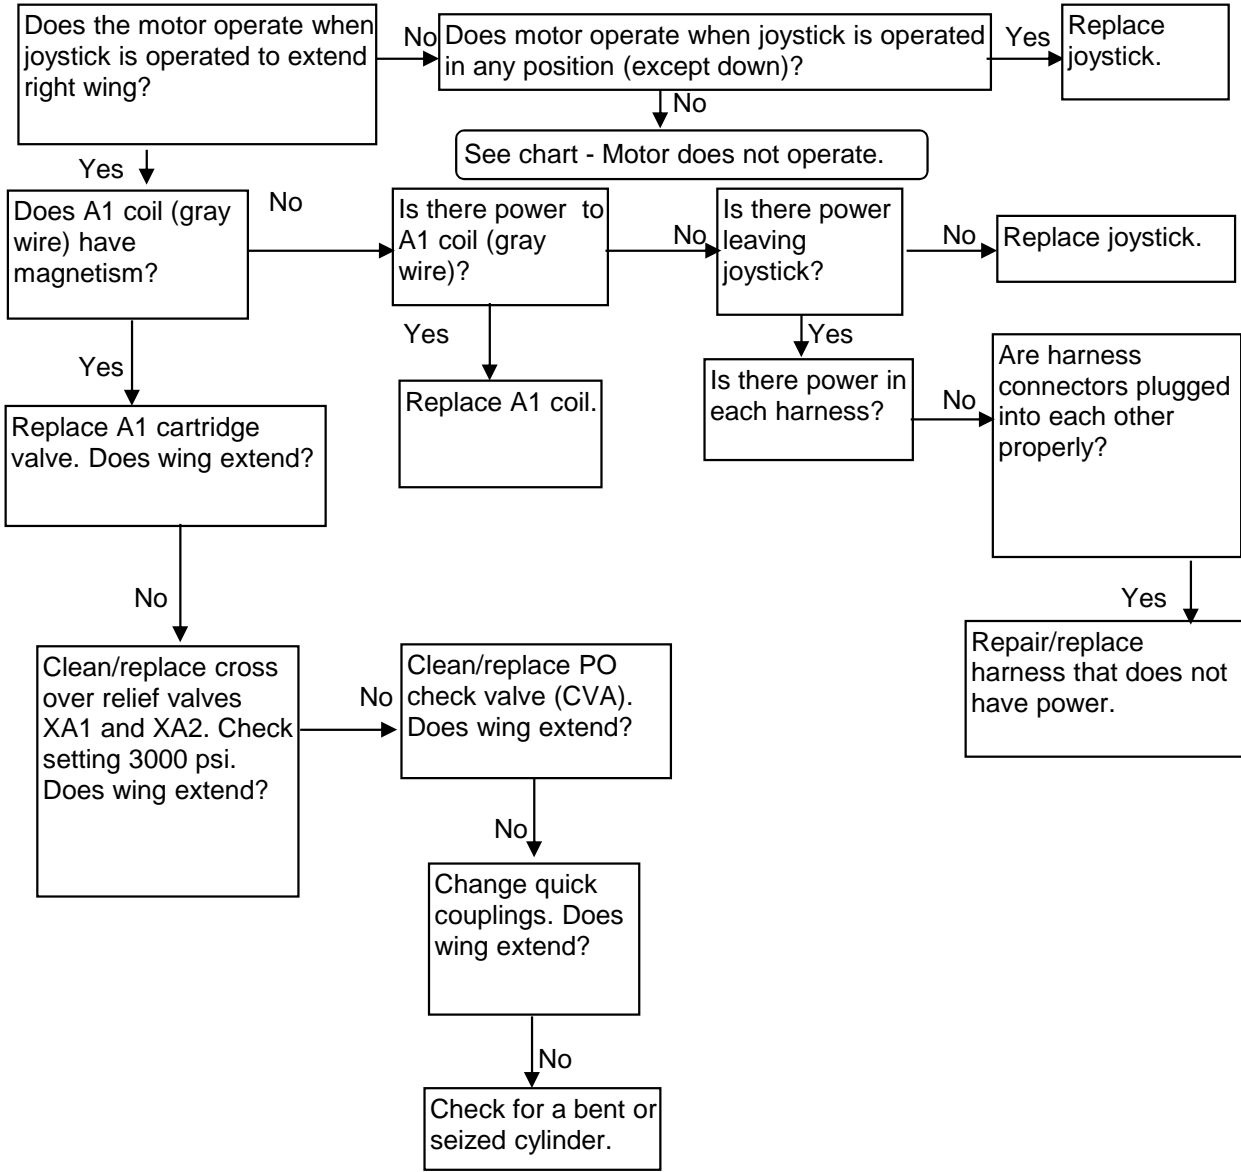 Does the motor operate when
joystick is operated to extend
right wing?
No
Does motor operate when joystick is operated
in any position (except down)?
Yes
Replace
joystick.
No
See chart - Motor does not operate.
Yes
Does A1 coil (gray
wire) have
magnetism?
No
Is there power  to
A1 coil (gray
wire)?
No
Is there power
leaving
joystick?
No
Replace joystick.
Yes
Yes
Yes
Replace A1 cartridge
valve. Does wing extend?
Replace A1 coil.
Is there power in
each harness?
No
Are harness
connectors plugged
into each other
properly?
No
Yes
Clean/replace cross
over relief valves
XA1 and XA2. Check
setting 3000 psi.
Does wing extend?
No
Clean/replace PO
check valve (CVA).
Does wing extend?
Repair/replace
harness that does not
have power.
No
Change quick
couplings. Does
wing extend?
No
Check for a bent or
seized cylinder.